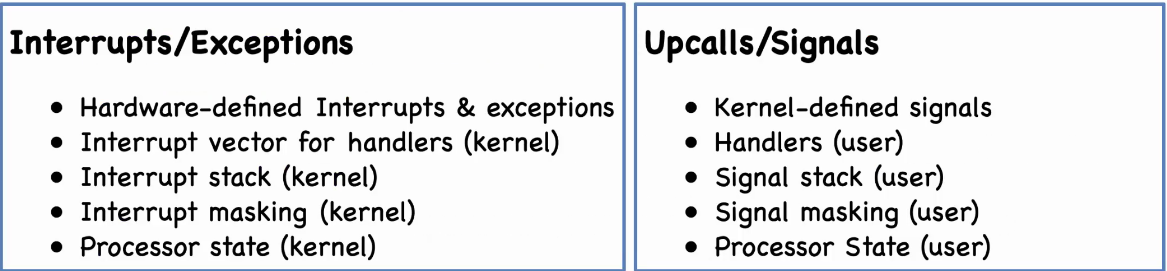 Interrupts/Exceptions
• Hardware-defined Interrupts & exceptions
• Interrupt vector for handlers (kernel)
• Interrupt stack (kernel)
• Interrupt masking (kernel)
• Processor state (kernel)
Upcalls/Signals
• Kernel-defined signals
• Handlers (user)
• Signal stack (user)
• Signal masking (user)
• Processor State (user)